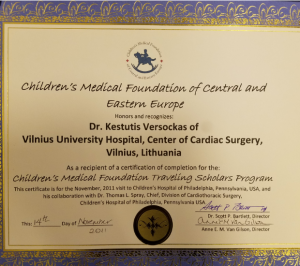 Children's Medical Foundation of Central and
Eastern Europe
Honors and recognizes:
Dr. Kestutis Versockas of
Vilnius University Hospital, Center of Cardiac Surgery,
Vilnius, Lithuania
As a recipient of a certification of completion for the:
Children's Medical Foundation Traveling Scholars Program
This certificate is for the November, 2011 visit to Children's Hospital of Philadelphia, Pennsylvania, USA, and
his collaboration with Dr. Thomas L. Spray, Chief, Division of Cardiothoracic Surgery,
Children's Hospital of Philadelphia, Pennsylvania USA.
Dr. Scott P. Bartlett, Director
This: 14th Day of November
2011
Anne E. M. Van Gilson, Director